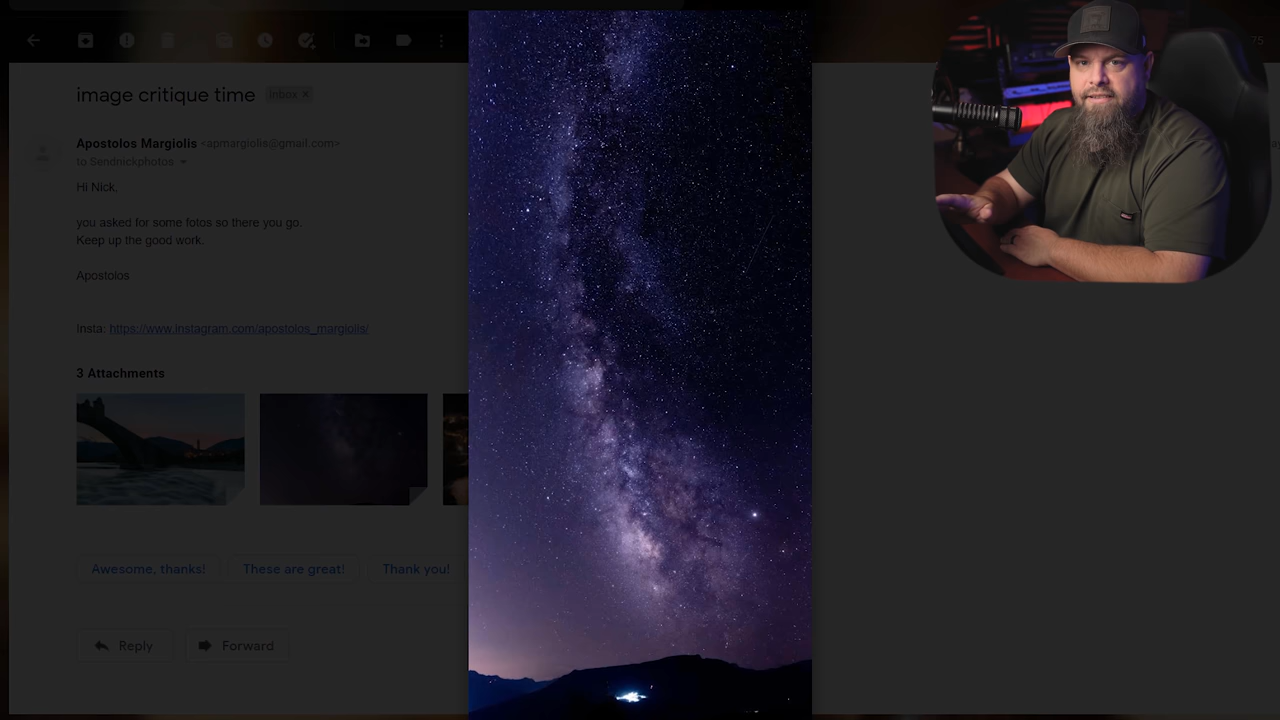 75
image critique time Inbox ×
Apostolos Margiolis <apmargiolis@gmail.com>
to Sendnickphotos
Hi Nick.
you asked for some fotos so there you go.
Keep up the good work.
Apostolos
Insta: https://www.instagram.com/apostolos_margiolis/
3 Attachments
Awesome, thanks!
These are great!
Thank you!
Reply
Forward